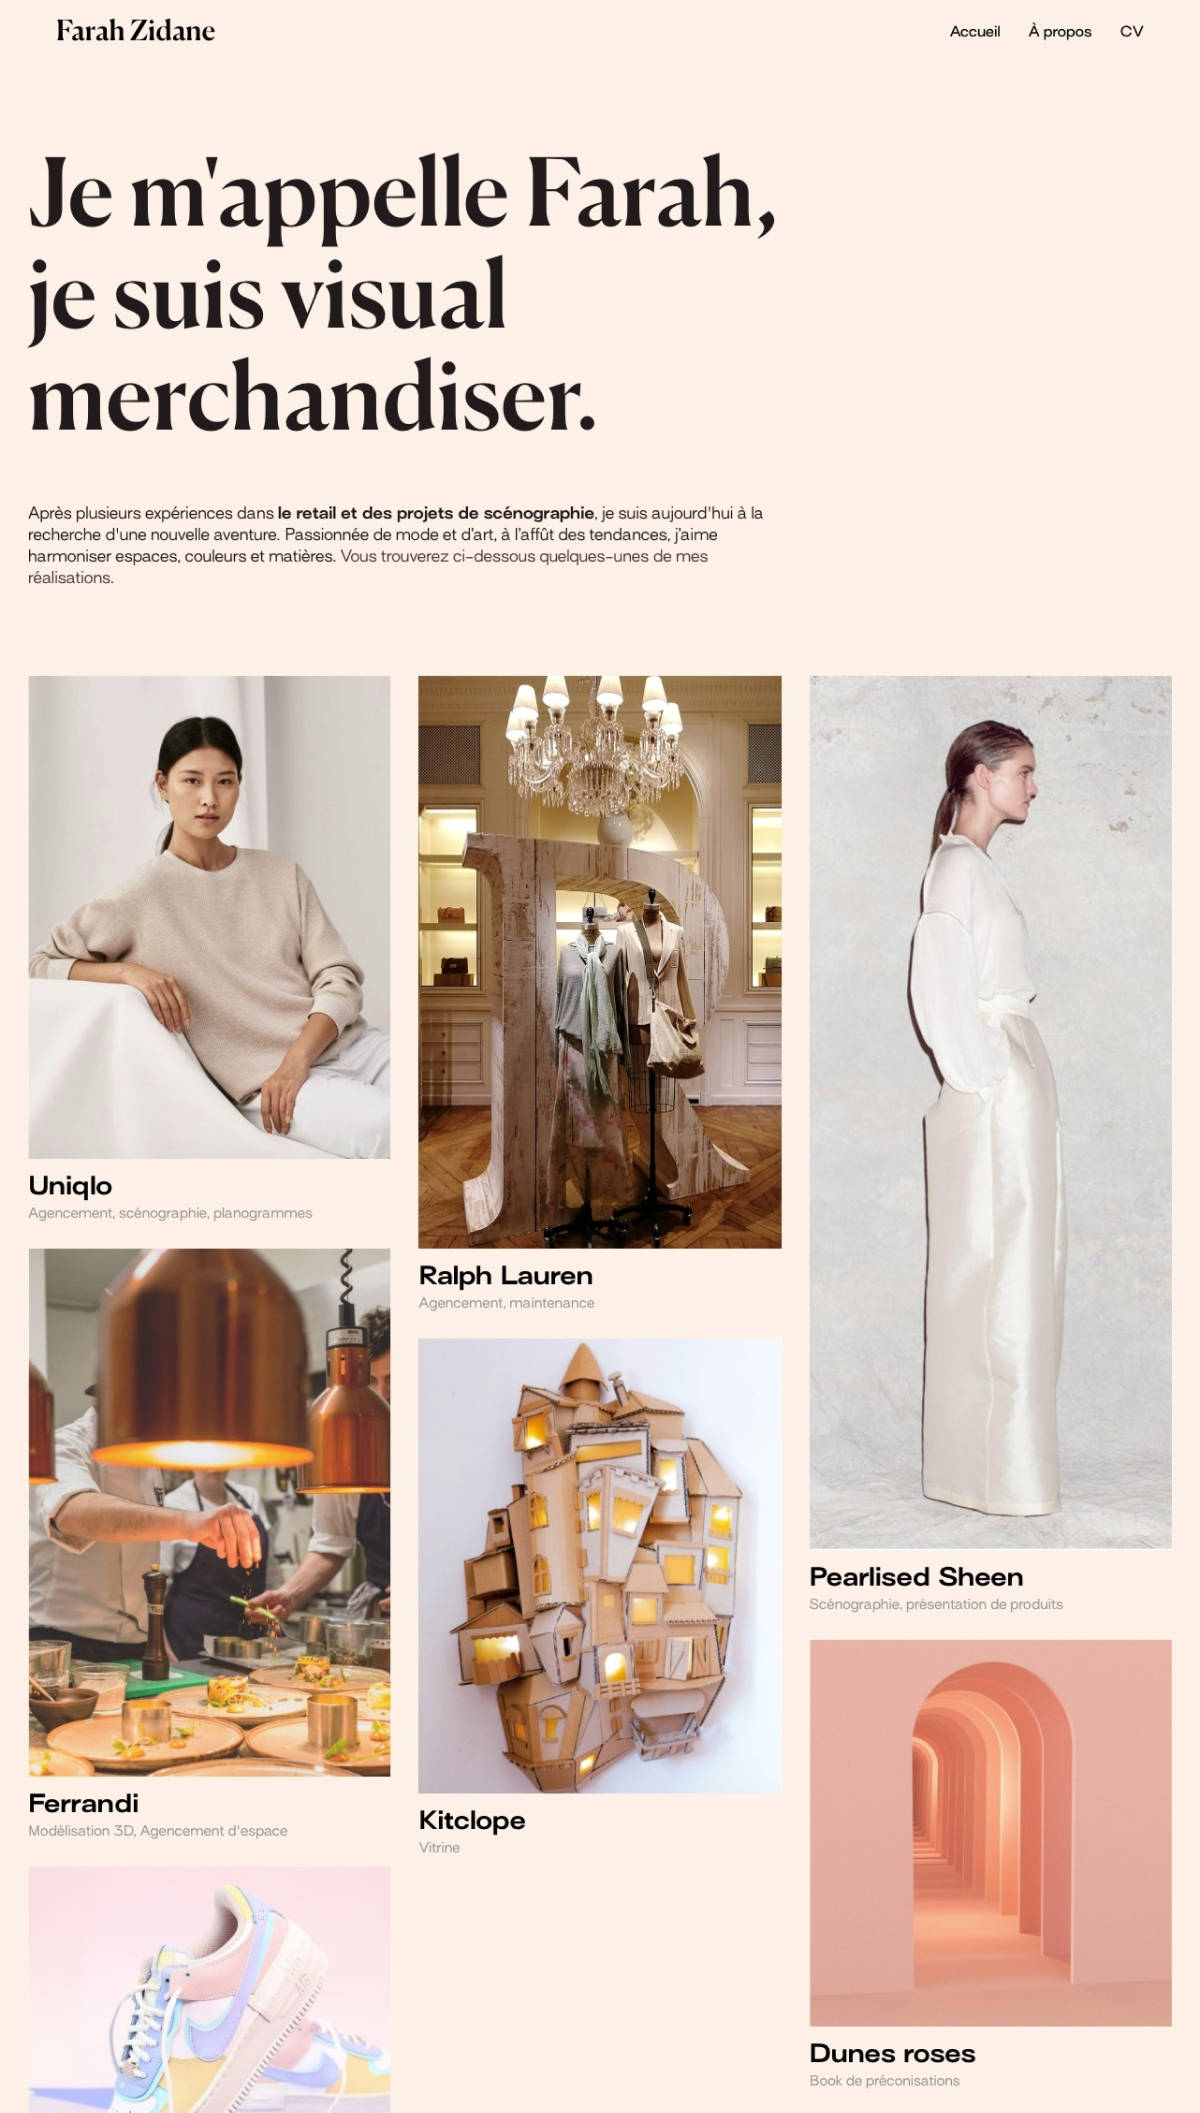 Farah Zidane
Accueil À propos CV
Je m'appelle Farah,
je suis visual
merchandiser.
Après plusieurs expériences dans le retail et des projets de scénographie, je suis aujourd'hui à la
recherche d'une nouvelle aventure. Passionnée de mode et d'art, à l'affût des tendances, j'aime
harmoniser espaces, couleurs et matières. Vous trouverez ci-dessous quelques-unes de mes
réalisations.
Uniqlo
Agencement, scénographie, planogrammes
Ralph Lauren
Agencement, maintenance
Pearlised Sheen
Scénographie, présentation de produits
Ferrandi
Modélisation 3D, Agencement d'espace
Kitclope
Vitrine
Dunes roses
Book de préconisations